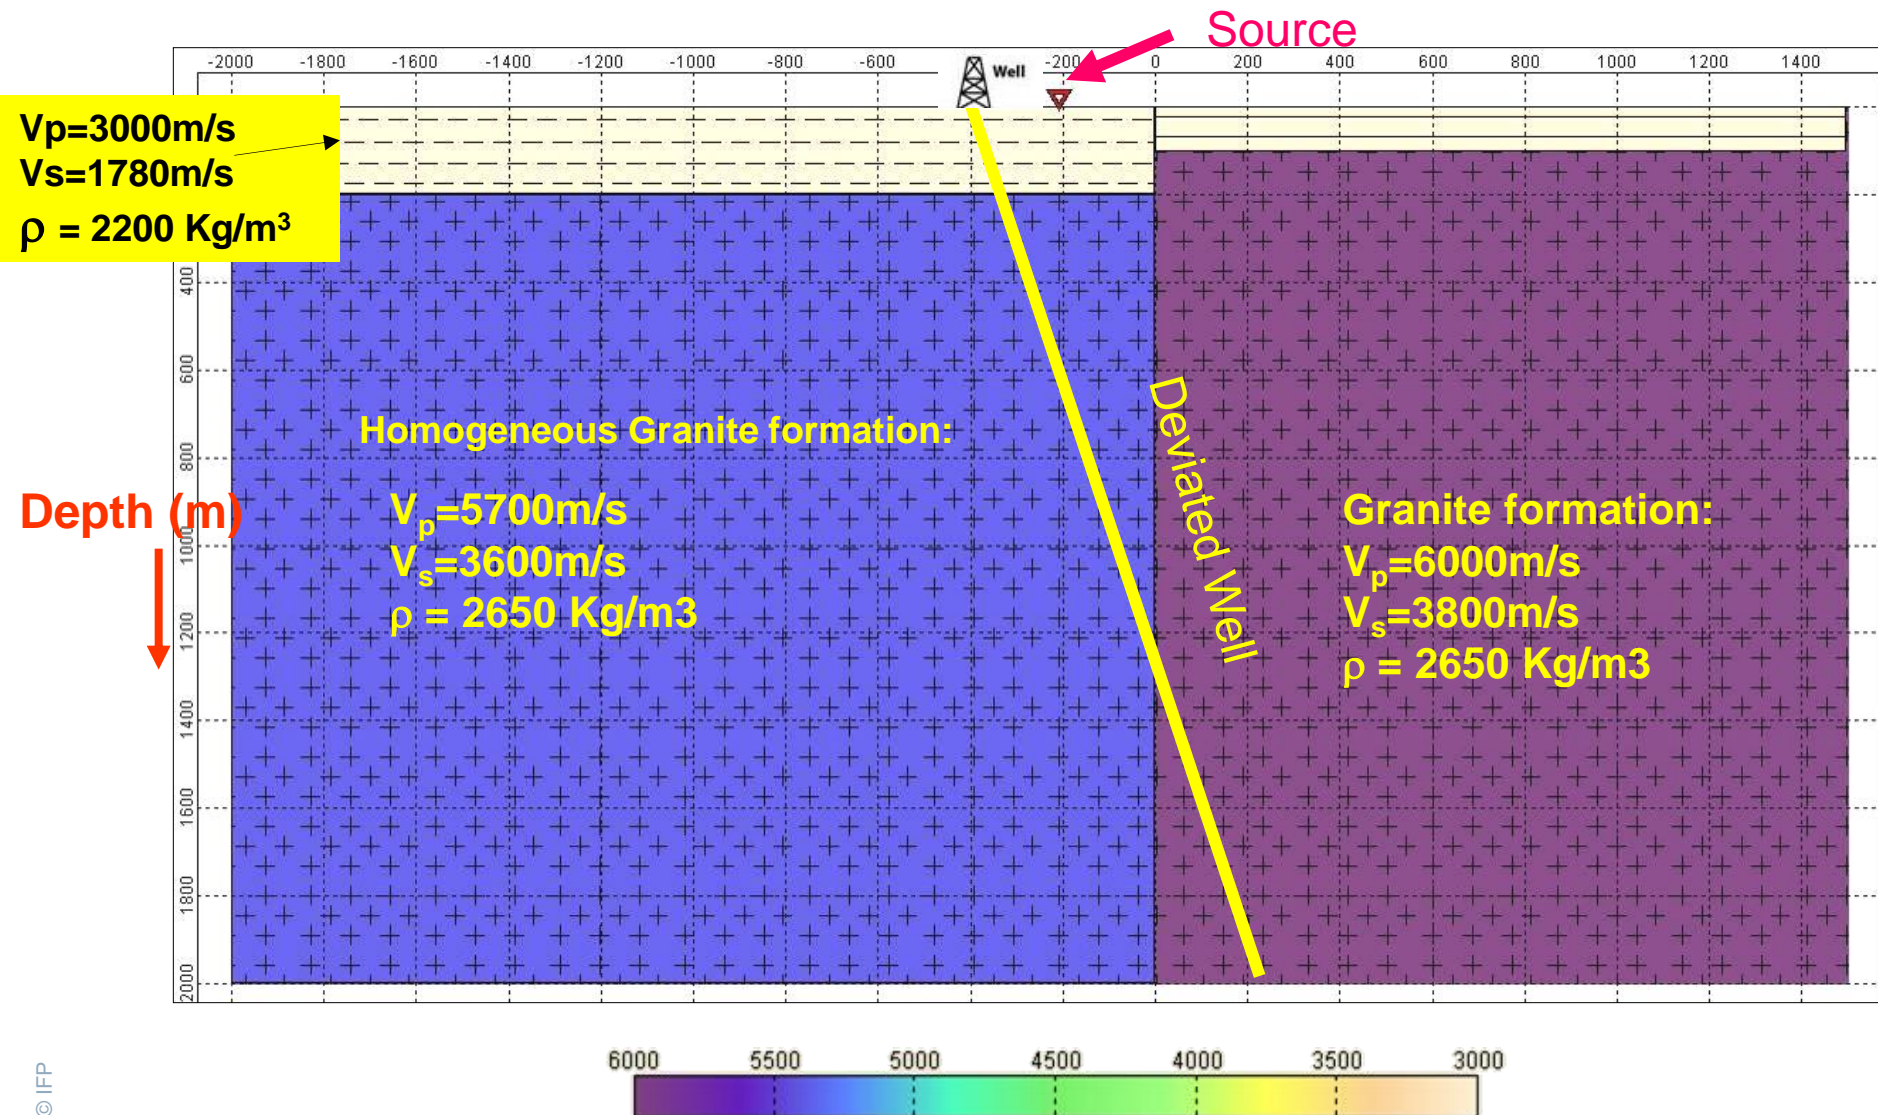 Source
-2000 -1800 -1600 -1400 -1200 -1000 -800 -600 -200 0 200 400 600 800 1000 1200 1400
Well
Vp=3000m/s
Vs=1780m/s
ρ = 2200 Kg/m³
400
600
800
1000
1200
1400
1600
1800
2000
Depth (m)
Homogeneous Granite formation:
Vₚ=5700m/s
Vₛ=3600m/s
ρ = 2650 Kg/m3
Deviated Well
Granite formation:
Vₚ=6000m/s
Vₛ=3800m/s
ρ = 2650 Kg/m3
6000 5500 5000 4500 4000 3500 3000
© IFP